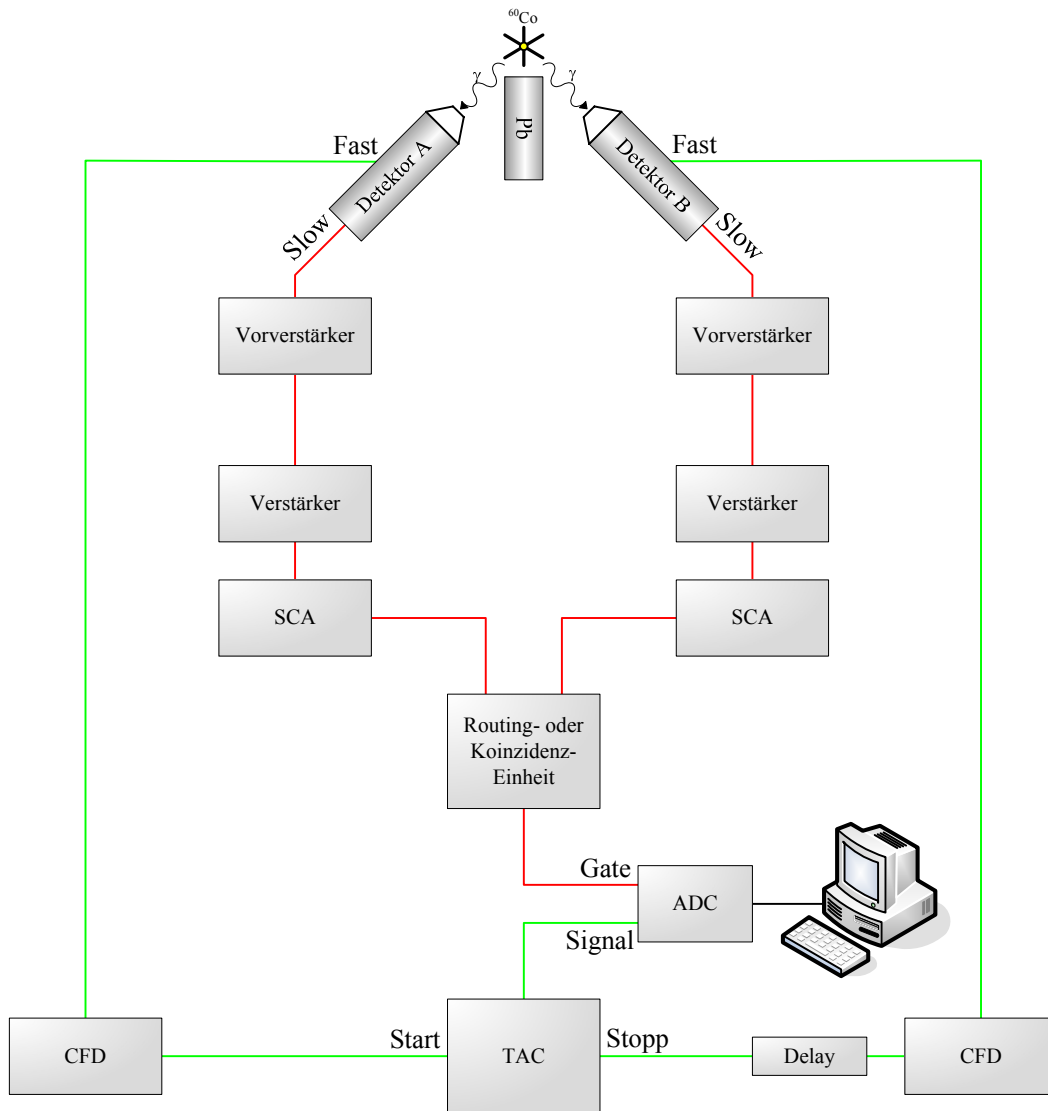 ⁶⁰Co
γ
γ
Pb
Fast
Detektor A
Detektor B
Fast
Slow
Slow
Vorverstärker
Vorverstärker
Verstärker
Verstärker
SCA
SCA
Routing- oder
Koinzidenz-
Einheit
Gate
ADC
Signal
CFD
Start
TAC
Stopp
Delay
CFD